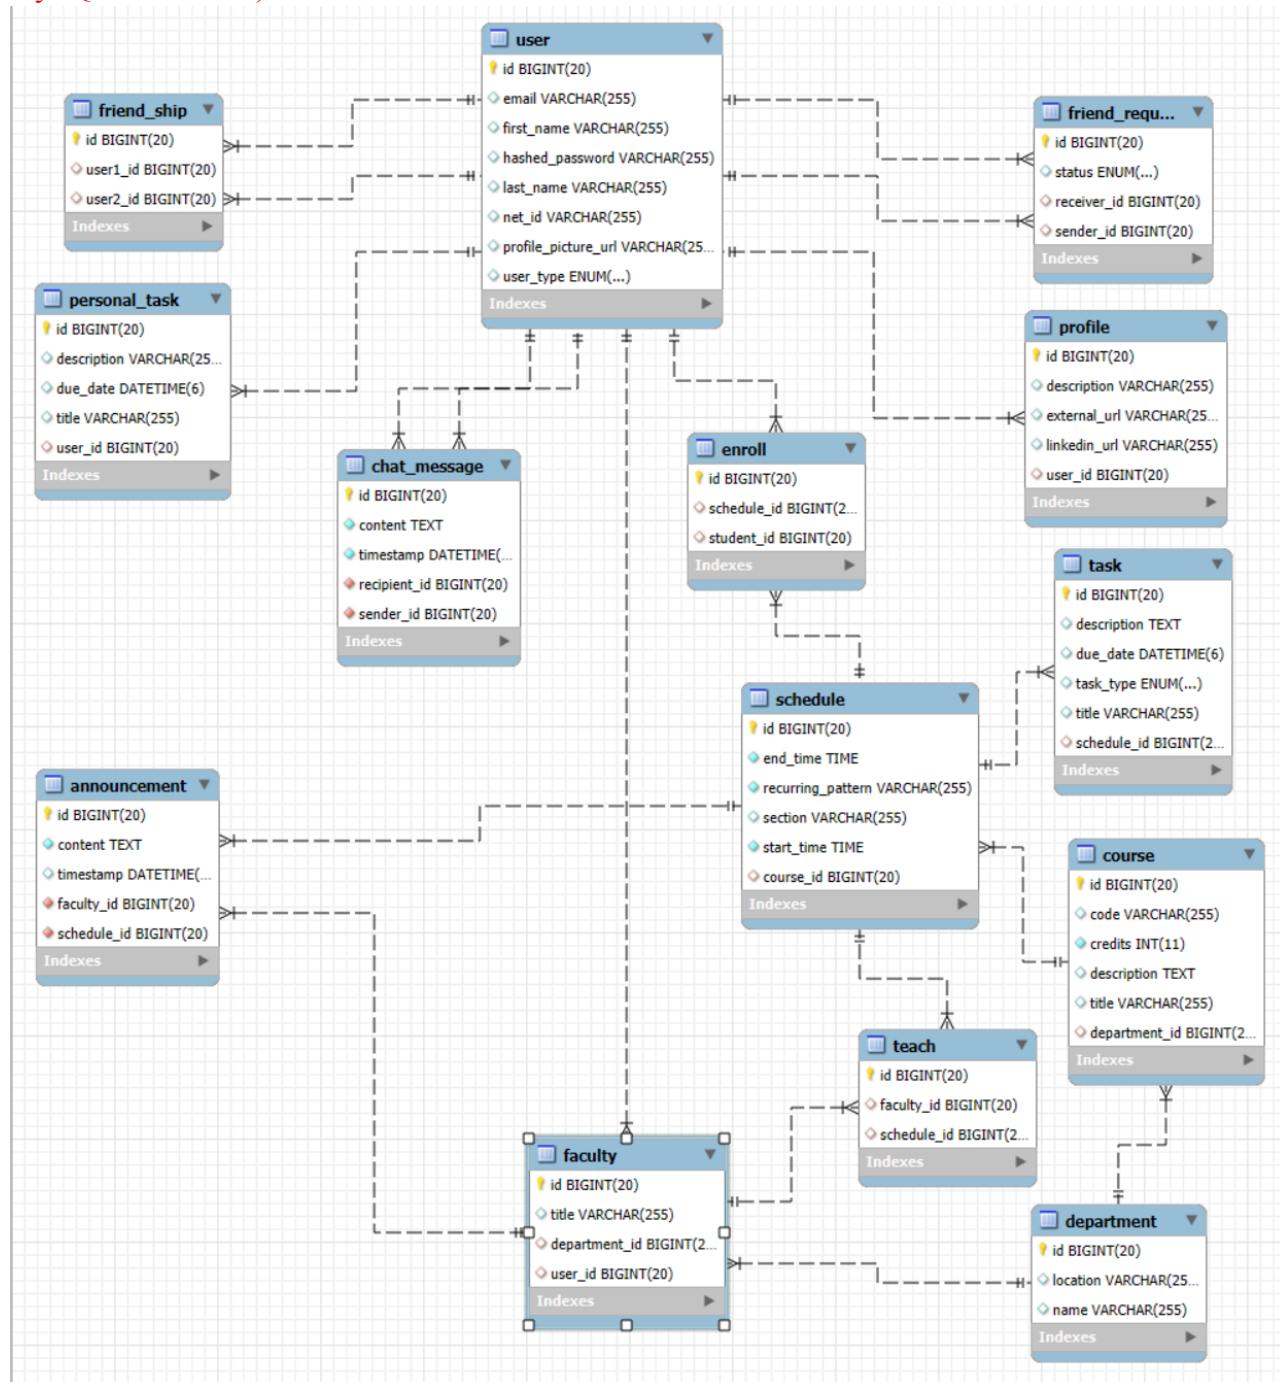 user
id BIGINT(20)
email VARCHAR(255)
first_name VARCHAR(255)
hashed_password VARCHAR(255)
last_name VARCHAR(255)
net_id VARCHAR(255)
profile_picture_url VARCHAR(25...
user_type ENUM(...)
Indexes
friend_ship
id BIGINT(20)
user1_id BIGINT(20)
user2_id BIGINT(20)
Indexes
friend_requ...
id BIGINT(20)
status ENUM(...)
receiver_id BIGINT(20)
sender_id BIGINT(20)
Indexes
personal_task
id BIGINT(20)
description VARCHAR(25...
due_date DATETIME(6)
title VARCHAR(255)
user_id BIGINT(20)
Indexes
profile
id BIGINT(20)
description VARCHAR(255)
external_url VARCHAR(25...
linkedin_url VARCHAR(255)
user_id BIGINT(20)
Indexes
chat_message
id BIGINT(20)
content TEXT
timestamp DATETIME(...
recipient_id BIGINT(20)
sender_id BIGINT(20)
Indexes
enroll
id BIGINT(20)
schedule_id BIGINT(2...
student_id BIGINT(20)
Indexes
task
id BIGINT(20)
description TEXT
due_date DATETIME(6)
task_type ENUM(...)
title VARCHAR(255)
schedule_id BIGINT(2...
Indexes
schedule
id BIGINT(20)
end_time TIME
recurring_pattern VARCHAR(255)
section VARCHAR(255)
start_time TIME
course_id BIGINT(20)
Indexes
announcement
id BIGINT(20)
content TEXT
timestamp DATETIME(...
faculty_id BIGINT(20)
schedule_id BIGINT(20)
Indexes
course
id BIGINT(20)
code VARCHAR(255)
credits INT(11)
description TEXT
title VARCHAR(255)
department_id BIGINT(2...
Indexes
teach
id BIGINT(20)
faculty_id BIGINT(20)
schedule_id BIGINT(2...
Indexes
faculty
id BIGINT(20)
title VARCHAR(255)
department_id BIGINT(2...
user_id BIGINT(20)
Indexes
department
id BIGINT(20)
location VARCHAR(25...
name VARCHAR(255)
Indexes